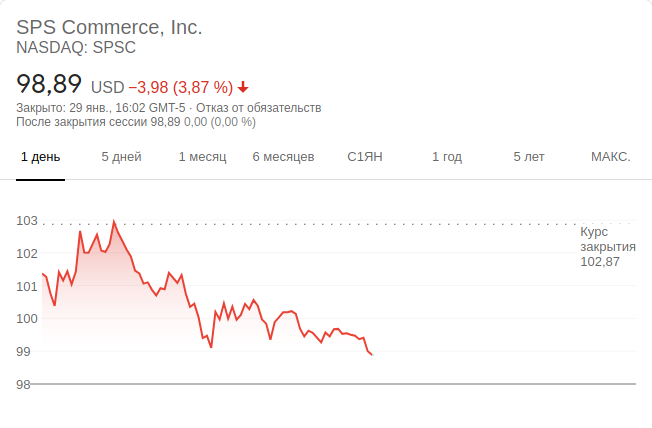 SPS Commerce, Inc.
NASDAQ: SPSC
98,89 USD −3,98 (3,87 %)
Закрыто: 29 янв., 16:02 GMT-5 · Отказ от обязательств
После закрытия сессии 98,89 0,00 (0,00 %)
1 день 5 дней 1 месяц 6 месяцев С1ЯН 1 год 5 лет МАКС.
103
Курс
закрытия
102,87
102
101
100
99
98